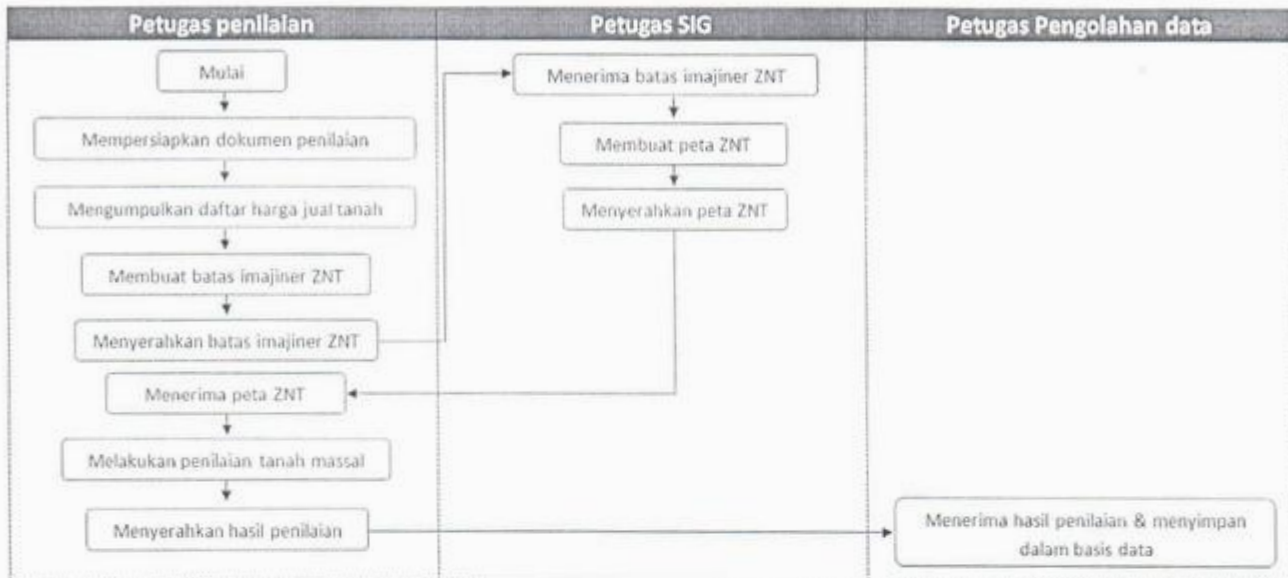 Petugas penilaian
Petugas SIG
Petugas Pengolahan data
Mulai
Mempersiapkan dokumen penilaian
Mengumpulkan daftar harga jual tanah
Membuat batas imajiner ZNT
Menyerahkan batas imajiner ZNT
Menerima peta ZNT
Melakukan penilaian tanah massal
Menyerahkan hasil penilaian
Menerima batas imajiner ZNT
Membuat peta ZNT
Menyerahkan peta ZNT
Menerima hasil penilaian & menyimpan
dalam basis data